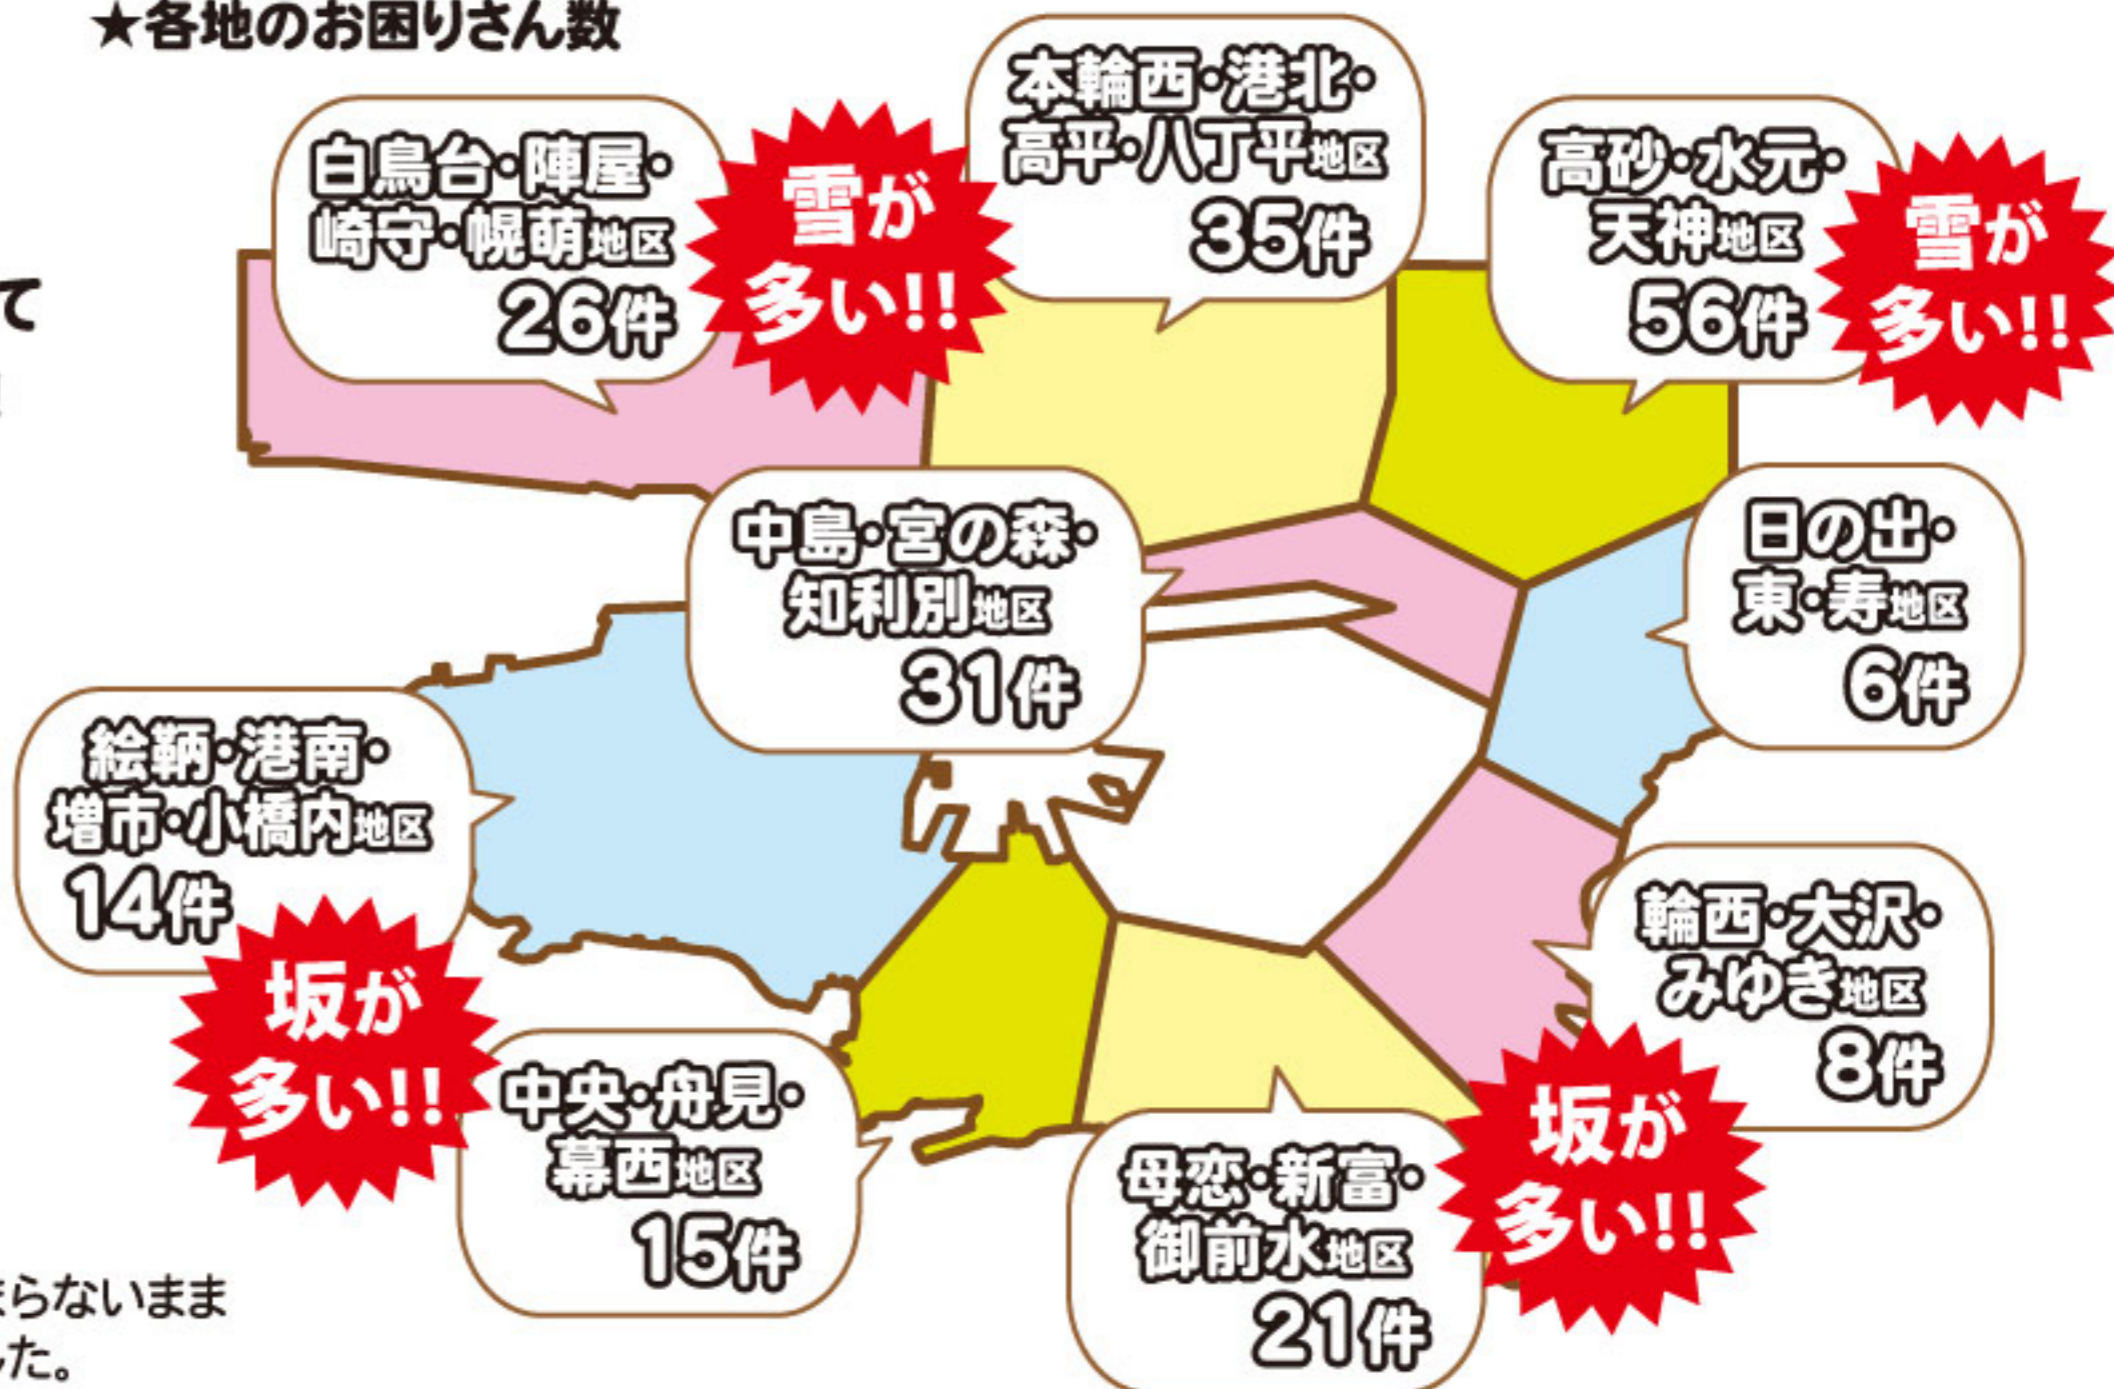 ★各地のお困りさん数
白鳥台・陣屋・
崎守・幌萌地区
26件
雪が
多い!!
本輪西・港北・
高平・八丁平地区
35件
高砂・水元・
天神地区
56件
雪が
多い!!
て
中島・宮の森・
知利別地区
31件
日の出・
東・寿地区
6件
絵鞆・港南・
増市・小橋内地区
14件
坂が
多い!!
輪西・大沢・
みゆき地区
8件
中央・舟見・
幕西地区
15件
母恋・新富・
御前水地区
21件
坂が
多い!!
まらないまま
した。